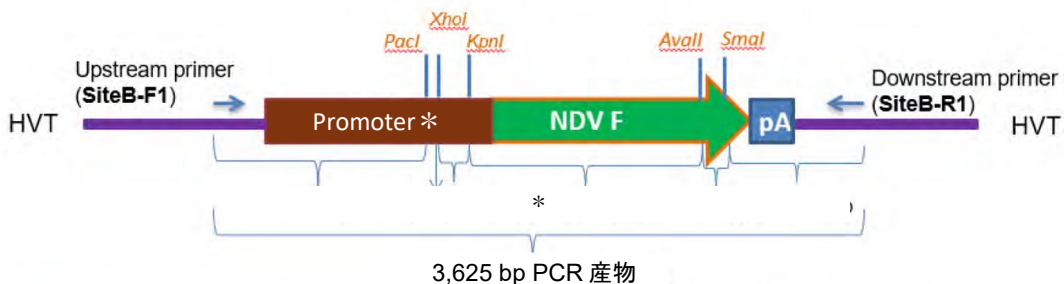 XhoI
PacI KpnI AvaII SmaI
Upstream primer
(SiteB-F1)
Downstream primer
(SiteB-R1)
HVT Promoter * NDV F pA HVT
*
3,625 bp PCR 産物